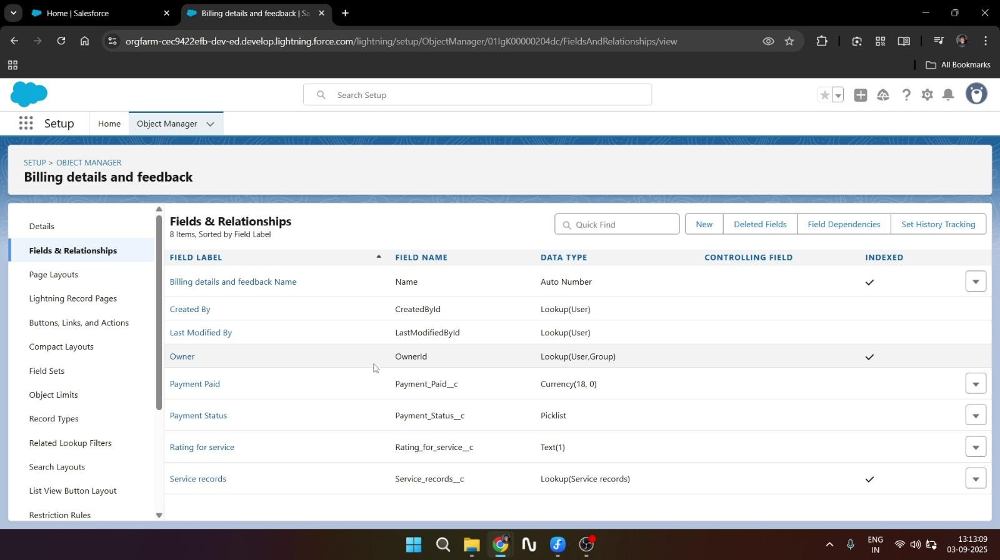 Home | Salesforce
Billing details and feedback | Sa
orgfarm-cec9422efb-dev-ed.develop.lightning.force.com/lightning/setup/ObjectManager/01IgK00000204dc/FieldsAndRelationships/view
All Bookmarks
Search Setup
Setup
Home
Object Manager
SETUP > OBJECT MANAGER
Billing details and feedback
Details
Fields & Relationships
Page Layouts
Lightning Record Pages
Buttons, Links, and Actions
Compact Layouts
Field Sets
Object Limits
Record Types
Related Lookup Filters
Search Layouts
List View Button Layout
Restriction Rules
Fields & Relationships
8 Items, Sorted by Field Label
Quick Find
New
Deleted Fields
Field Dependencies
Set History Tracking
FIELD LABEL FIELD NAME DATA TYPE CONTROLLING FIELD INDEXED
Billing details and feedback Name Name Auto Number
Created By CreatedById Lookup(User)
Last Modified By LastModifiedById Lookup(User)
Owner OwnerId Lookup(User,Group)
Payment Paid Payment_Paid__c Currency(18, 0)
Payment Status Payment_Status__c Picklist
Rating for service Rating_for_service__c Text(1)
Service records Service_records__c Lookup(Service records)
ENG
IN
13:13:09
03-09-2025